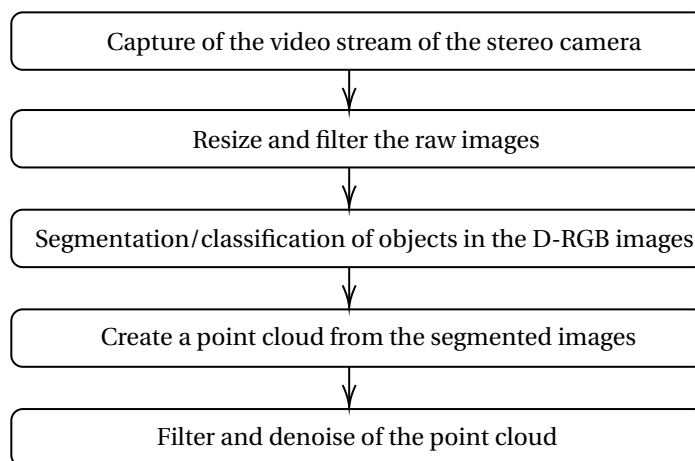 Capture of the video stream of the stereo camera
Resize and filter the raw images
Segmentation/classification of objects in the D-RGB images
Create a point cloud from the segmented images
Filter and denoise of the point cloud